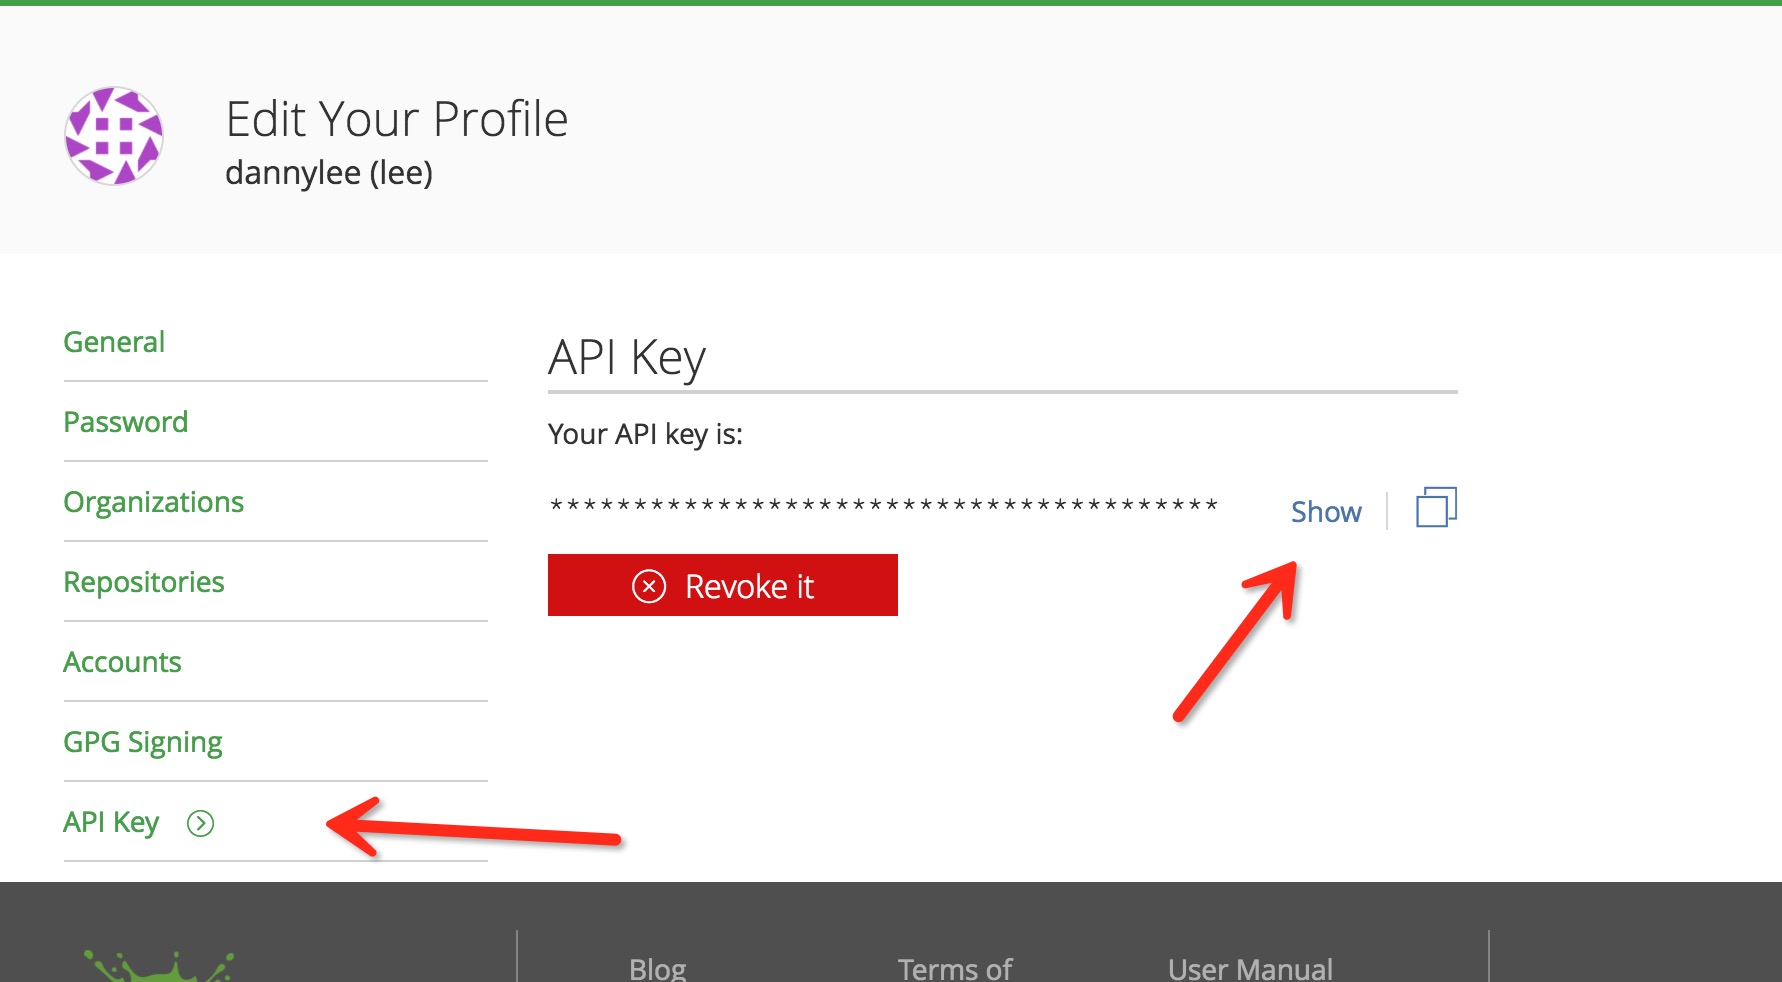 Edit Your Profile
dannylee (lee)
General
Password
Organizations
Repositories
Accounts
GPG Signing
API Key
API Key
Your API key is:
****************************************
Show
Revoke it
Blog
Terms of
User Manual